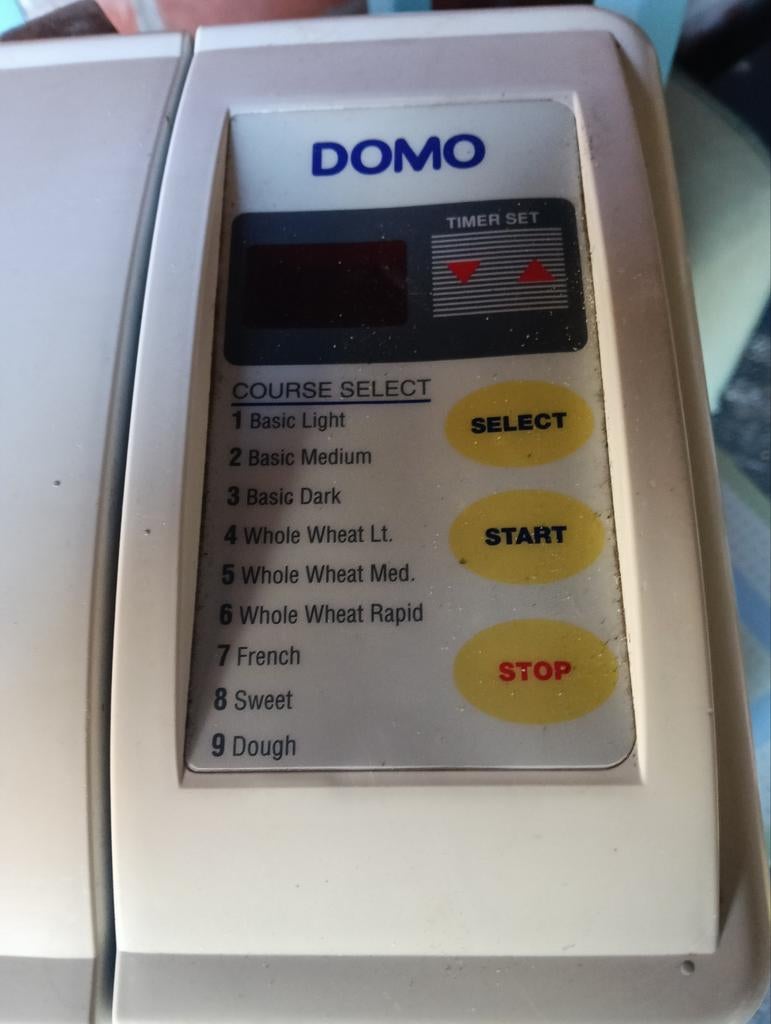 DOMO
TIMER SET
COURSE SELECT
1 Basic Light
2 Basic Medium
3 Basic Dark
4 Whole Wheat Lt.
5 Whole Wheat Med.
6 Whole Wheat Rapid
7 French
8 Sweet
9 Dough
SELECT
START
STOP